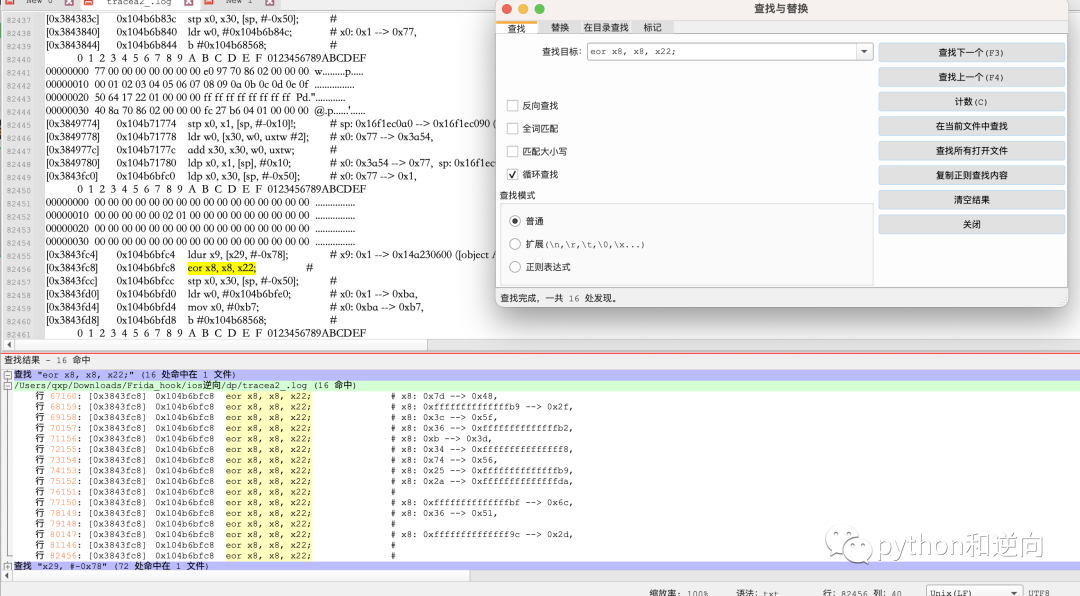 New 0 tracea2_.log New 1
82437 [0x384383c] 0x104b6b83c stp x0, x30, [sp, #-0x50]; #
82438 [0x3843840] 0x104b6b840 ldr w0, #0x104b6b84c; # x0: 0x1 --> 0x77,
82439 [0x3843844] 0x104b6b844 b #0x104b68568; #
82440 0 1 2 3 4 5 6 7 8 9 A B C D E F 0123456789ABCDEF
82441 00000000 77 00 00 00 00 00 00 00 e0 97 70 86 02 00 00 00 w.........p.....
82442 00000010 00 01 02 03 04 05 06 07 08 09 0a 0b 0c 0d 0e 0f ................
82443 00000020 50 64 17 22 01 00 00 00 ff ff ff ff ff ff ff ff Pd."............
82444 00000030 40 8a 70 86 02 00 00 00 fc 27 b6 04 01 00 00 00 @.p......'......
82445 [0x3849774] 0x104b71774 stp x0, x1, [sp, #-0x10]!; # sp: 0x16f1ec0a0 --> 0x16f1ec090 (
82446 [0x3849778] 0x104b71778 ldr w0, [x30, w0, uxtw #2]; # x0: 0x77 --> 0x3a54,
82447 [0x384977c] 0x104b7177c add x30, x30, w0, uxtw; #
82448 [0x3849780] 0x104b71780 ldp x0, x1, [sp], #0x10; # x0: 0x3a54 --> 0x77, sp: 0x16f1ec
82449 [0x3843fc0] 0x104b6bfc0 ldp x0, x30, [sp, #-0x50]; # x0: 0x77 --> 0x1,
82450 0 1 2 3 4 5 6 7 8 9 A B C D E F 0123456789ABCDEF
82451 00000000 00 00 00 00 00 00 00 00 00 00 00 00 00 00 00 00 ................
82452 00000010 00 00 00 00 00 02 01 00 00 00 00 00 00 00 00 00 ................
82453 00000020 00 00 00 00 00 00 00 00 00 00 00 00 00 00 00 00 ................
82454 00000030 00 00 00 00 00 00 00 00 00 00 00 00 00 00 00 00 ................
82455 [0x3843fc4] 0x104b6bfc4 ldur x9, [x29, #-0x78]; # x9: 0x1 --> 0x14a230600 ([object A
82456 [0x3843fc8] 0x104b6bfc8 eor x8, x8, x22; #
82457 [0x3843fcc] 0x104b6bfcc stp x0, x30, [sp, #-0x50]; #
82458 [0x3843fd0] 0x104b6bfd0 ldr w0, #0x104b6bfe0; # x0: 0x1 --> 0xba,
82459 [0x3843fd4] 0x104b6bfd4 mov x0, #0xb7; # x0: 0xba --> 0xb7,
82460 [0x3843fd8] 0x104b6bfd8 b #0x104b68568; #
82461 0 1 2 3 4 5 6 7 8 9 A B C D E F 0123456789ABCDEF
查找与替换
查找 替换 在目录查找 标记
查找目标: eor x8, x8, x22;
查找下一个(F3)
查找上一个(F4)
计数(C)
在当前文件中查找
查找所有打开文件
复制正则查找内容
清空结果
关闭
反向查找
全词匹配
匹配大小写
循环查找
查找模式
普通
扩展(\n,\r,\t,\0,\x...)
正则表达式
查找完成，一共 16 处发现。
查找结果 - 16 命中
查找 "eor x8, x8, x22;" (16 处命中在 1 文件)
/Users/qxp/Downloads/Frida_hook/ios逆向/dp/tracea2_.log (16 命中)
行 67160: [0x3843fc8] 0x104b6bfc8 eor x8, x8, x22; # x8: 0x7d --> 0x48,
行 68159: [0x3843fc8] 0x104b6bfc8 eor x8, x8, x22; # x8: 0xffffffffffffffb9 --> 0x2f,
行 69158: [0x3843fc8] 0x104b6bfc8 eor x8, x8, x22; # x8: 0x3c --> 0x5f,
行 70157: [0x3843fc8] 0x104b6bfc8 eor x8, x8, x22; # x8: 0x36 --> 0xffffffffffffffb2,
行 71156: [0x3843fc8] 0x104b6bfc8 eor x8, x8, x22; # x8: 0xb --> 0x3d,
行 72155: [0x3843fc8] 0x104b6bfc8 eor x8, x8, x22; # x8: 0x34 --> 0xfffffffffffffff8,
行 73154: [0x3843fc8] 0x104b6bfc8 eor x8, x8, x22; # x8: 0x74 --> 0x56,
行 74153: [0x3843fc8] 0x104b6bfc8 eor x8, x8, x22; # x8: 0x25 --> 0xffffffffffffffb9,
行 75152: [0x3843fc8] 0x104b6bfc8 eor x8, x8, x22; # x8: 0x2a --> 0xffffffffffffffda,
行 76151: [0x3843fc8] 0x104b6bfc8 eor x8, x8, x22; #
行 77150: [0x3843fc8] 0x104b6bfc8 eor x8, x8, x22; # x8: 0xffffffffffffffbf --> 0x6c,
行 78149: [0x3843fc8] 0x104b6bfc8 eor x8, x8, x22; # x8: 0x36 --> 0x51,
行 79148: [0x3843fc8] 0x104b6bfc8 eor x8, x8, x22; #
行 80147: [0x3843fc8] 0x104b6bfc8 eor x8, x8, x22; # x8: 0xffffffffffffff9c --> 0x2d,
行 81146: [0x3843fc8] 0x104b6bfc8 eor x8, x8, x22; #
行 82456: [0x3843fc8] 0x104b6bfc8 eor x8, x8, x22; #
查找 "x29, #-0x78" (72 处命中在 1 文件)
python和逆向
缩放率: 100% 语法: txt 行: 82456 列: 40 Unix(LF) UTF8